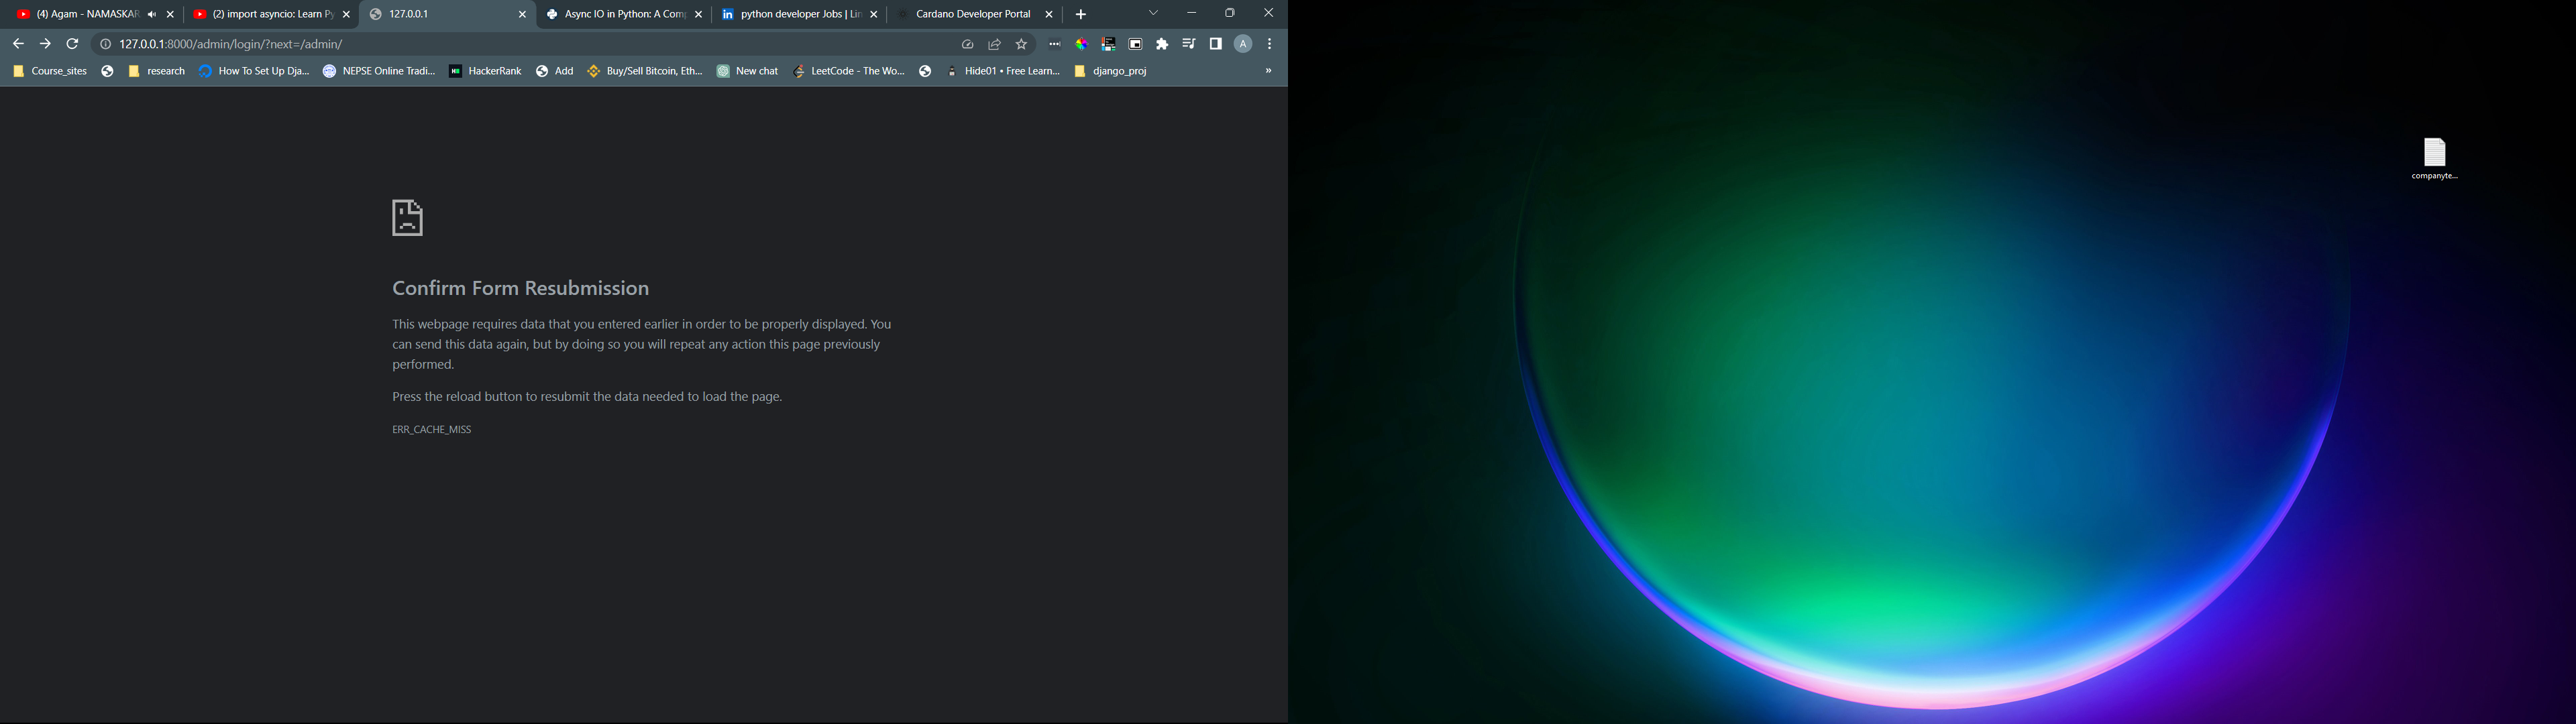 (4) Agam - NAMASKAR
(2) import asyncio: Learn Py
127.0.0.1
Async IO in Python: A Comp
python developer Jobs | Lin
Cardano Developer Portal
127.0.0.1:8000/admin/login/?next=/admin/
A
Course_sites
research
How To Set Up Dja...
NEPSE Online Tradi...
HackerRank
Add
Buy/Sell Bitcoin, Eth...
New chat
LeetCode - The Wo...
Hide01 • Free Learn...
django_proj
»
Confirm Form Resubmission
This webpage requires data that you entered earlier in order to be properly displayed. You
can send this data again, but by doing so you will repeat any action this page previously
performed.
Press the reload button to resubmit the data needed to load the page.
ERR_CACHE_MISS
companyte...